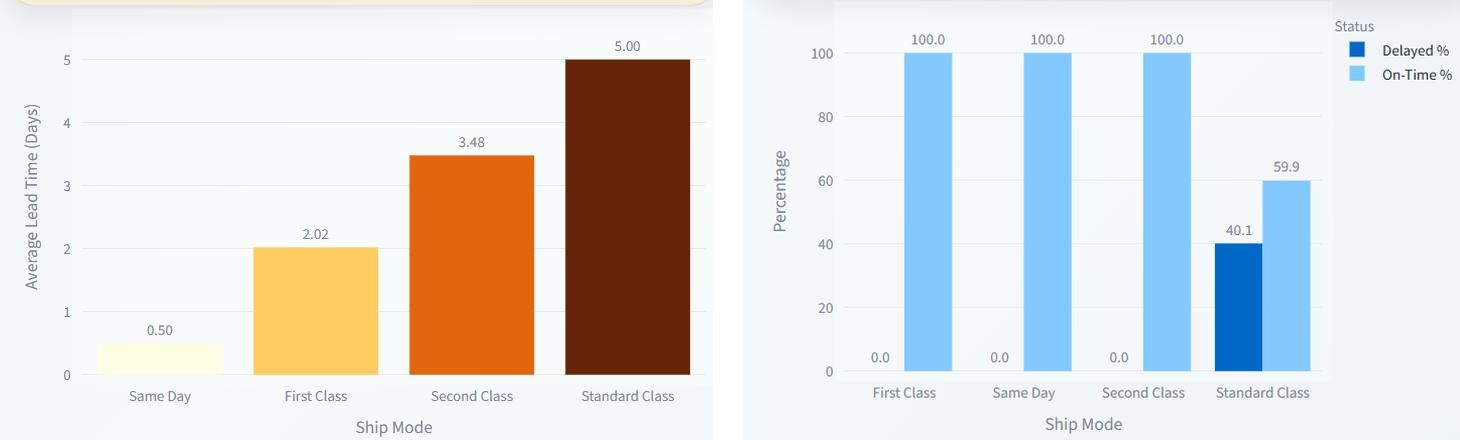 5.00
5
Average Lead Time (Days)
4
3.48
3
2.02
2
1
0.50
0
Same Day First Class Second Class Standard Class
Ship Mode
Status
Delayed %
On-Time %
100.0 100.0 100.0
100
80
Percentage
59.9
60
40.1
40
20
0.0 0.0 0.0
0
First Class Same Day Second Class Standard Class
Ship Mode